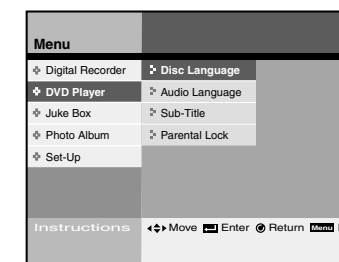 Menu
Digital Recorder
DVD Player
Juke Box
Photo Album
Set-Up
Disc Language
Audio Language
Sub-Title
Parental Lock
Instructions
Move Enter Return Menu